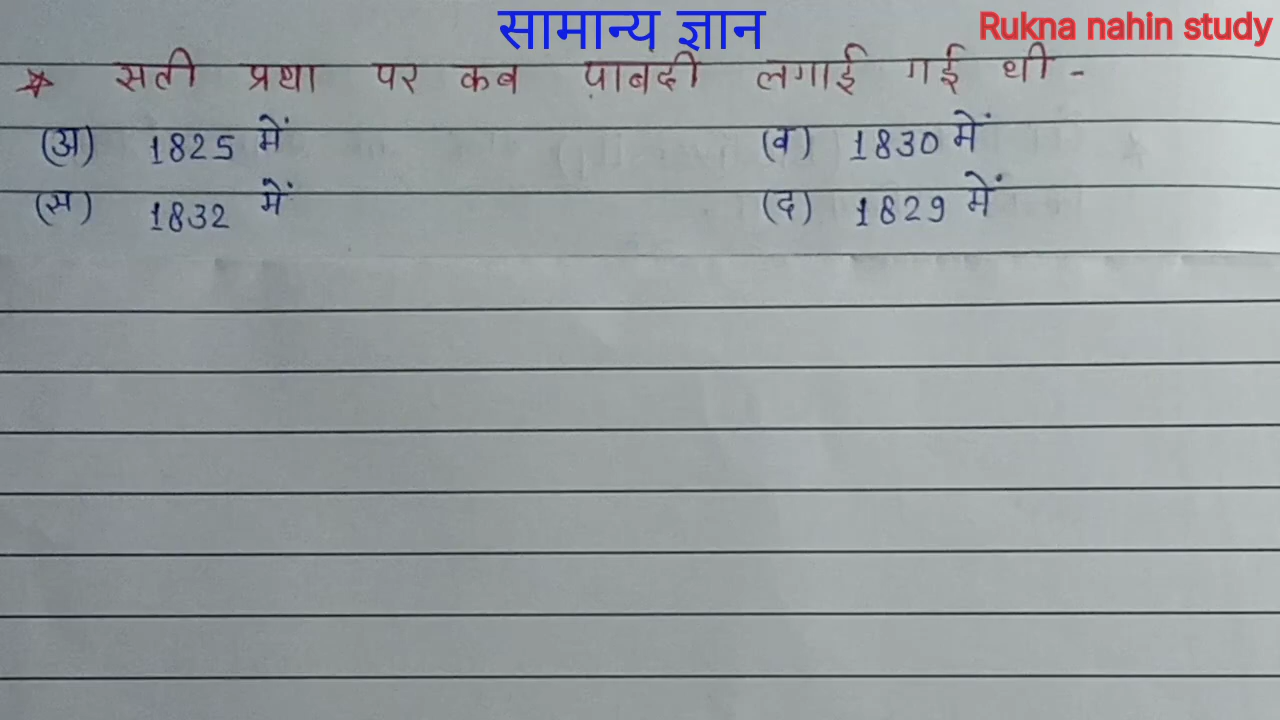 सामान्य ज्ञान
Rukna nahin study
* सती प्रथा पर कब पाबंदी लगाई गई थी -
(अ) 1825 में (ब) 1830 में
(स) 1832 में (द) 1829 में